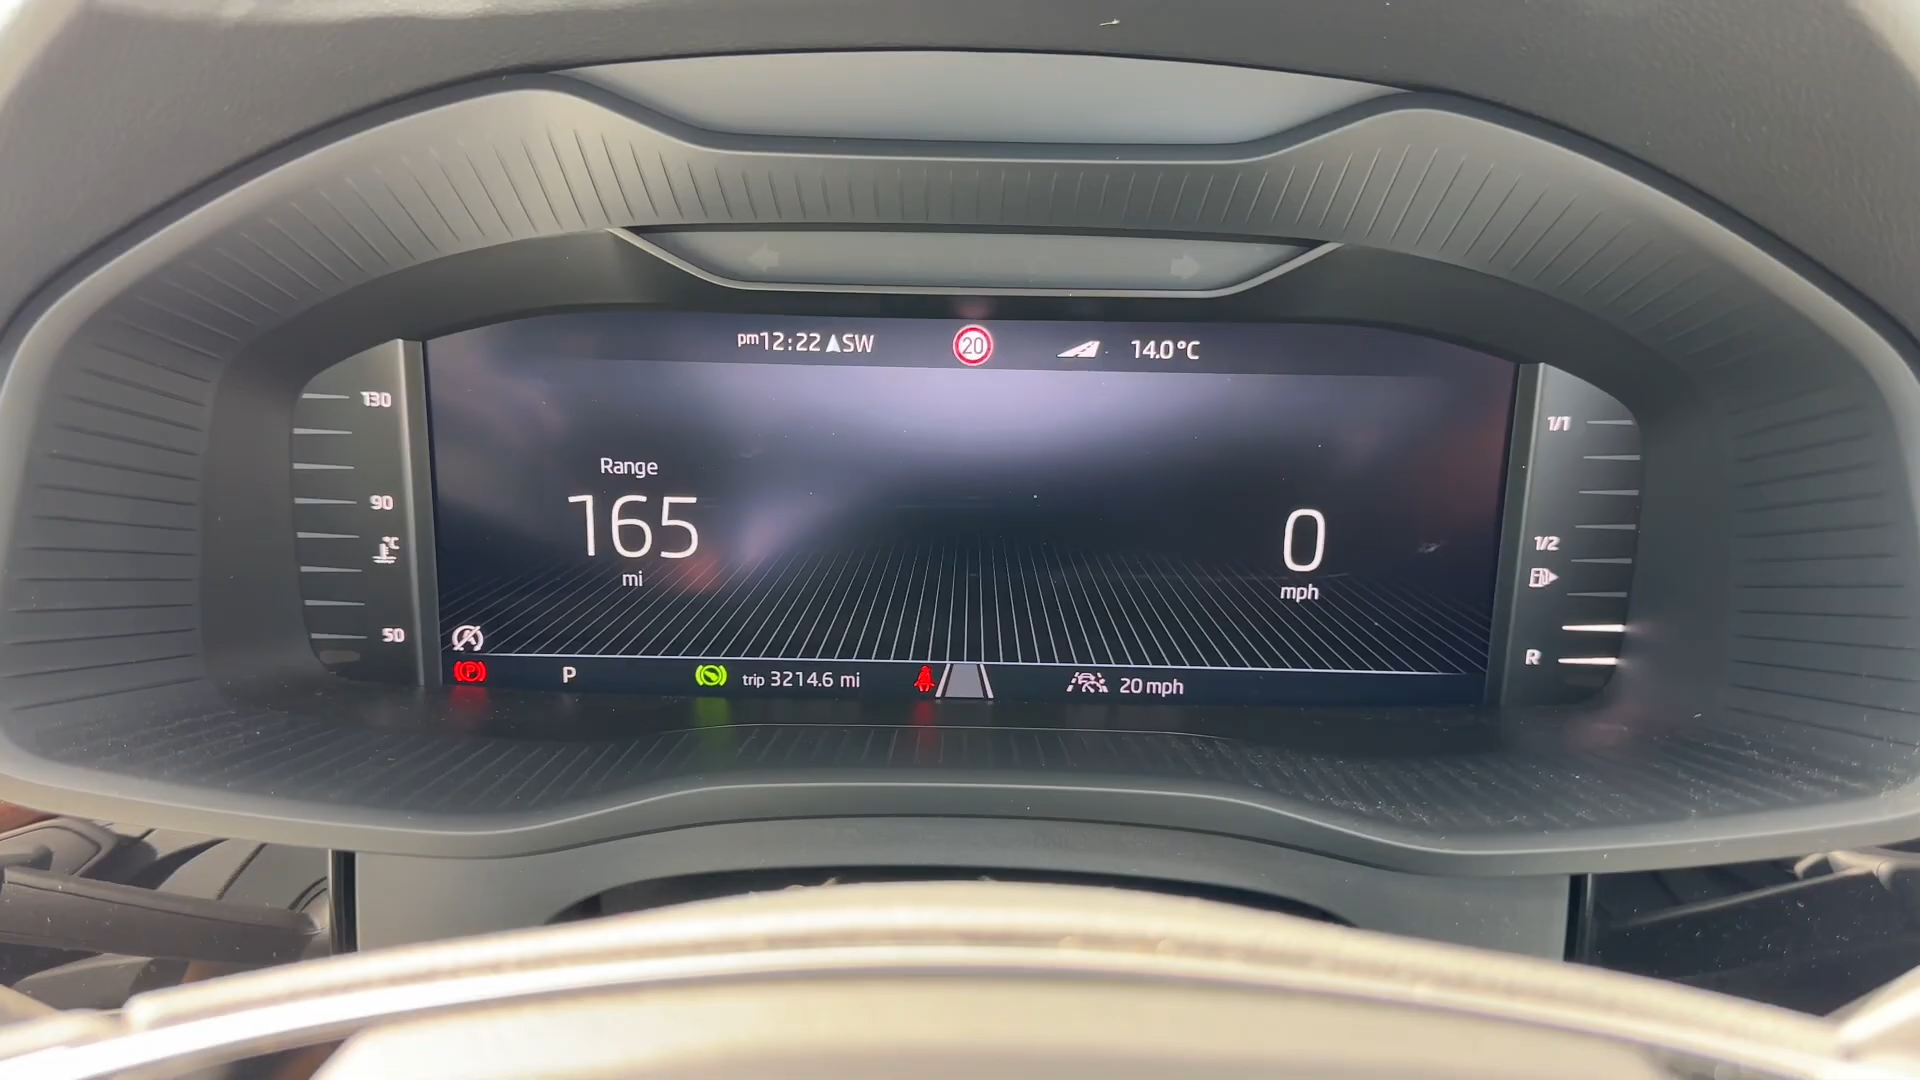 pm12:22 SW
20
14.0°C
130
90
°C
50
Range
165
mi
0
mph
1/1
1/2
R
P
P
trip 3214.6 mi
20 mph